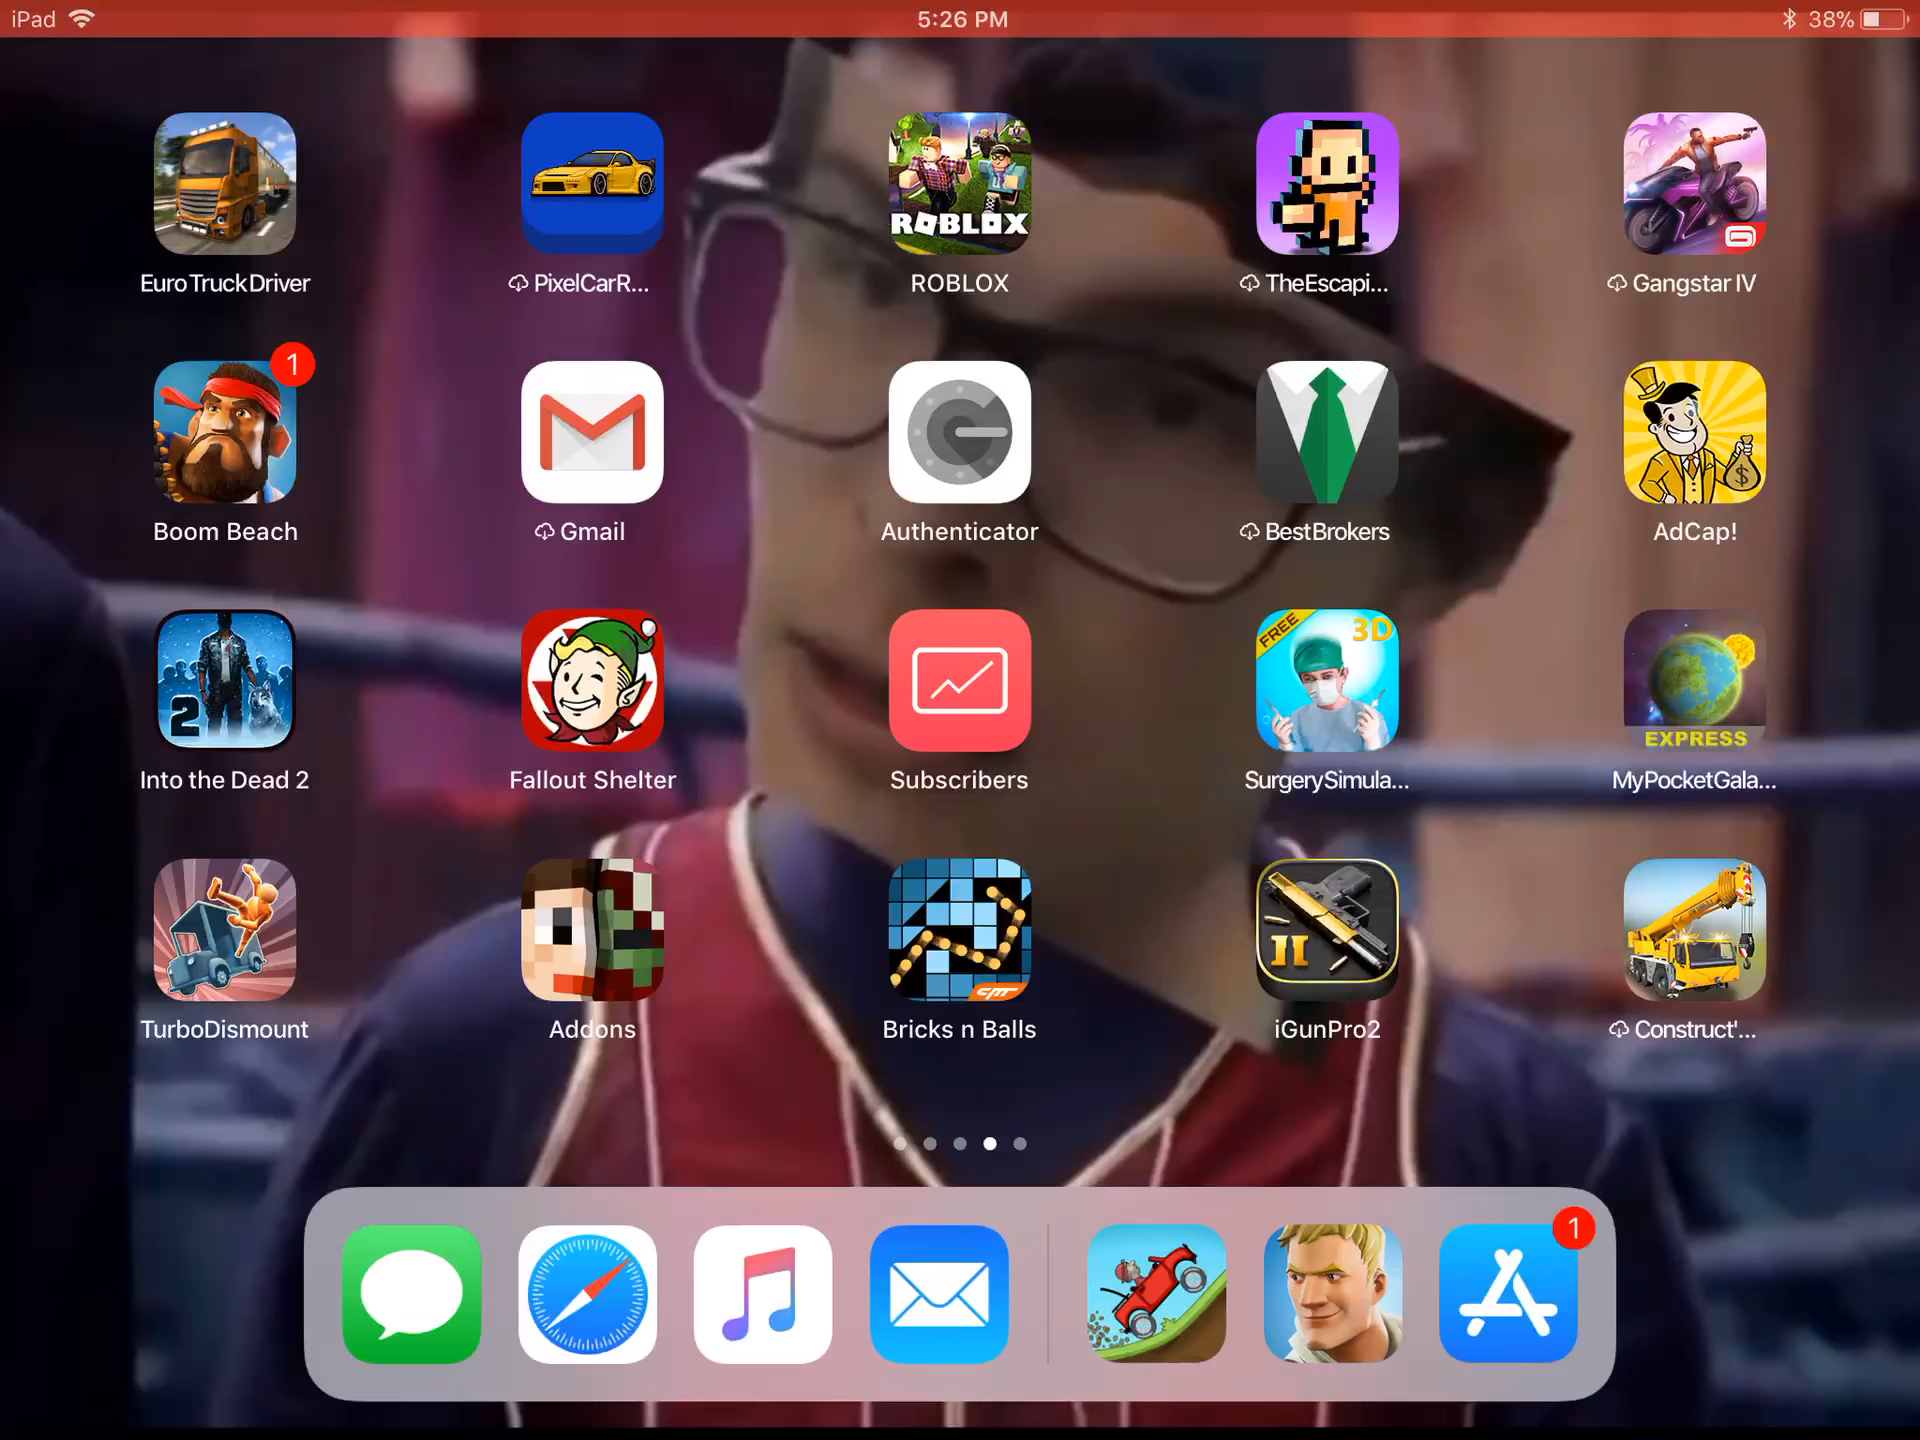 iPad 5:26 PM 38%
ROBLOX
Euro Truck Driver PixelCarR... ROBLOX TheEscapi... Gangstar IV
1
Boom Beach Gmail Authenticator BestBrokers AdCap!
2 FREE 3D EXPRESS
Into the Dead 2 Fallout Shelter Subscribers SurgerySimula... MyPocketGala...
II
TurboDismount Addons Bricks n Balls iGunPro2 Construct'...
1